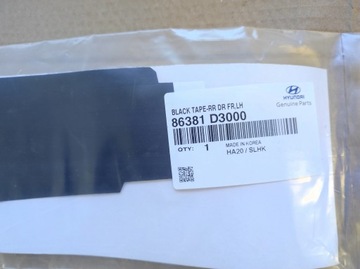 BLACK TAPE-RR DR FR.LH
86381 D3000
HYUNDAI
Genuine Parts
QTY: 1
MADE IN KOREA
HA20 / SLHK